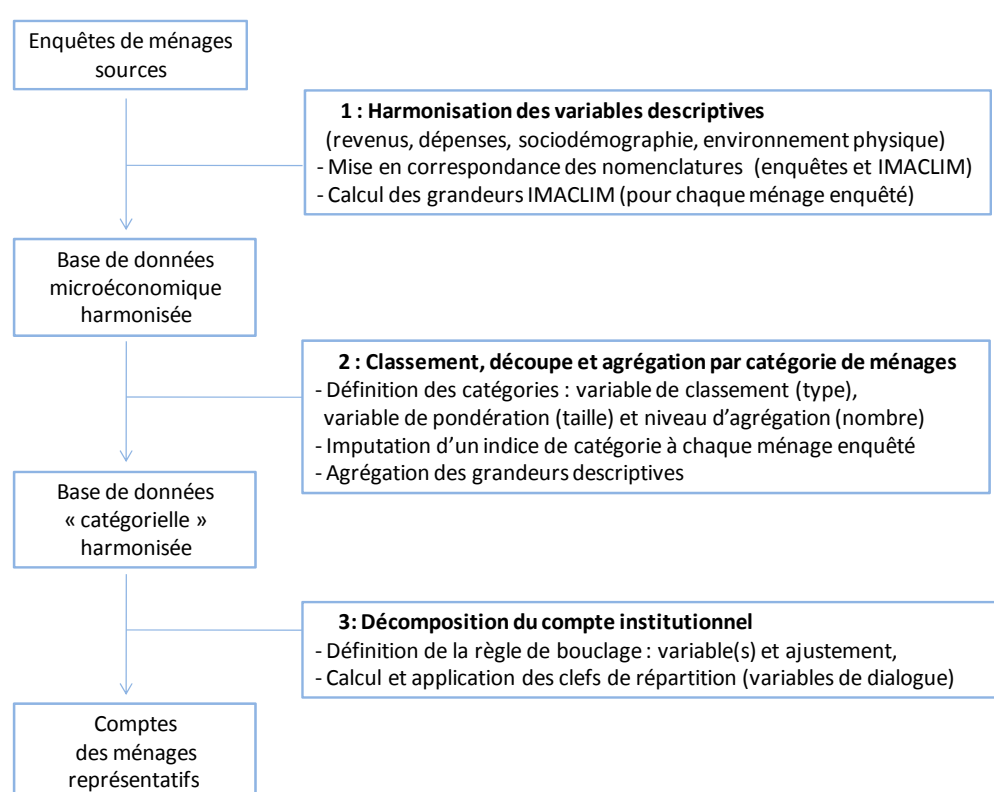 Enquêtes de ménages
sources
1 : Harmonisation des variables descriptives
(revenus, dépenses, sociodémographie, environnement physique)
- Mise en correspondance des nomenclatures (enquêtes et IMACLIM)
- Calcul des grandeurs IMACLIM (pour chaque ménage enquêté)
Base de données
microéconomique
harmonisée
2 : Classement, découpe et agrégation par catégorie de ménages
- Définition des catégories : variable de classement (type),
variable de pondération (taille) et niveau d'agrégation (nombre)
- Imputation d'un indice de catégorie à chaque ménage enquêté
- Agrégation des grandeurs descriptives
Base de données
« catégorielle »
harmonisée
3: Décomposition du compte institutionnel
- Définition de la règle de bouclage : variable(s) et ajustement,
- Calcul et application des clefs de répartition (variables de dialogue)
Comptes
des ménages
représentatifs